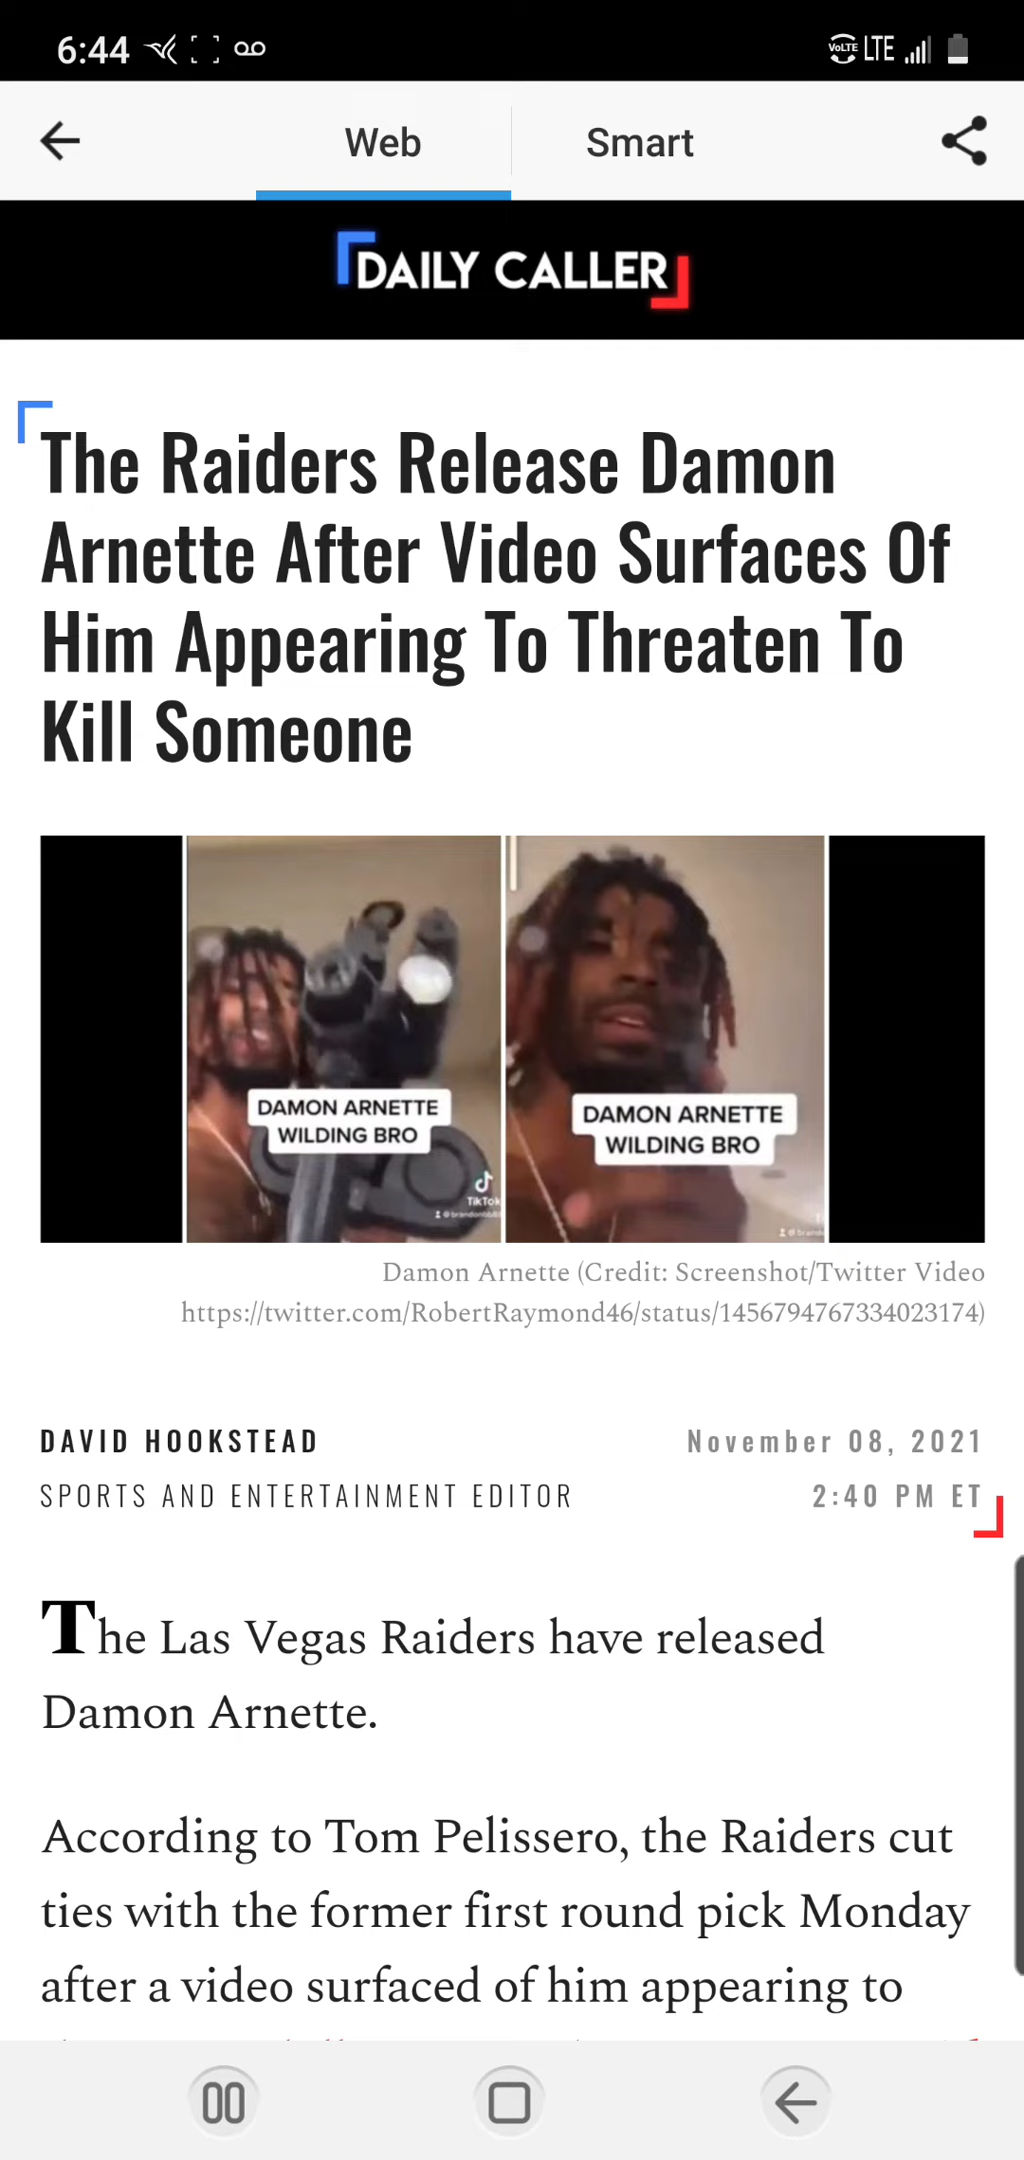 6:44
VoLTE LTE
Web Smart
DAILY CALLER
The Raiders Release Damon
Arnette After Video Surfaces Of
Him Appearing To Threaten To
Kill Someone
DAMON ARNETTE
WILDING BRO
TikTok
DAMON ARNETTE
WILDING BRO
Damon Arnette (Credit: Screenshot/Twitter Video
https://twitter.com/RobertRaymond46/status/1456794767334023174)
DAVID HOOKSTEAD
November 08, 2021
SPORTS AND ENTERTAINMENT EDITOR
2:40 PM ET
The Las Vegas Raiders have released
Damon Arnette.
According to Tom Pelissero, the Raiders cut
ties with the former first round pick Monday
after a video surfaced of him appearing to